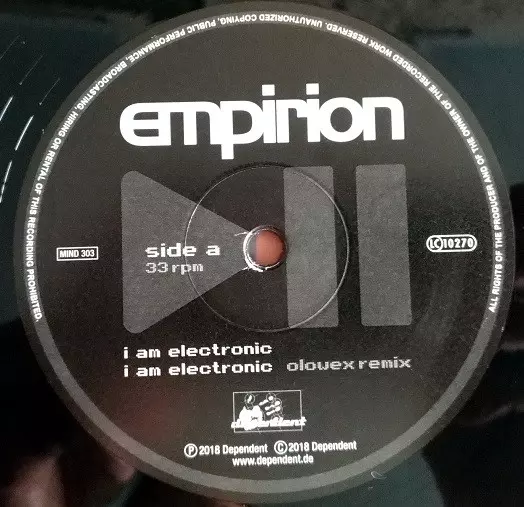 ALL RIGHTS OF THE PRODUCER AND OF THE OWNER OF THE RECORDED WORK RESERVED. UNAUTHORIZED COPYING, PUBLIC PERFORMANCE, BROADCASTING, HIRING OR RENTAL OF THIS RECORDING PROHIBITED.
empirion
side a
33 rpm
MIND 303
LC 10270
i am electronic
i am electronic olowex remix
dependent
Ⓟ 2018 Dependent © 2018 Dependent
www.dependent.de